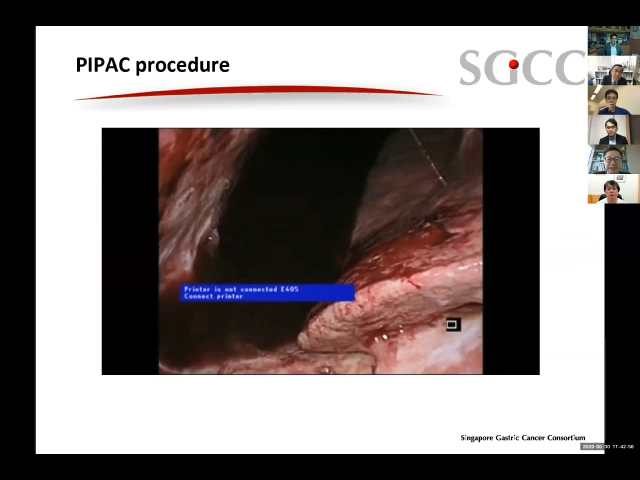 PIPAC procedure
SGCC
Printer is not connected E405
Connect printer
Singapore Gastric Cancer Consortium